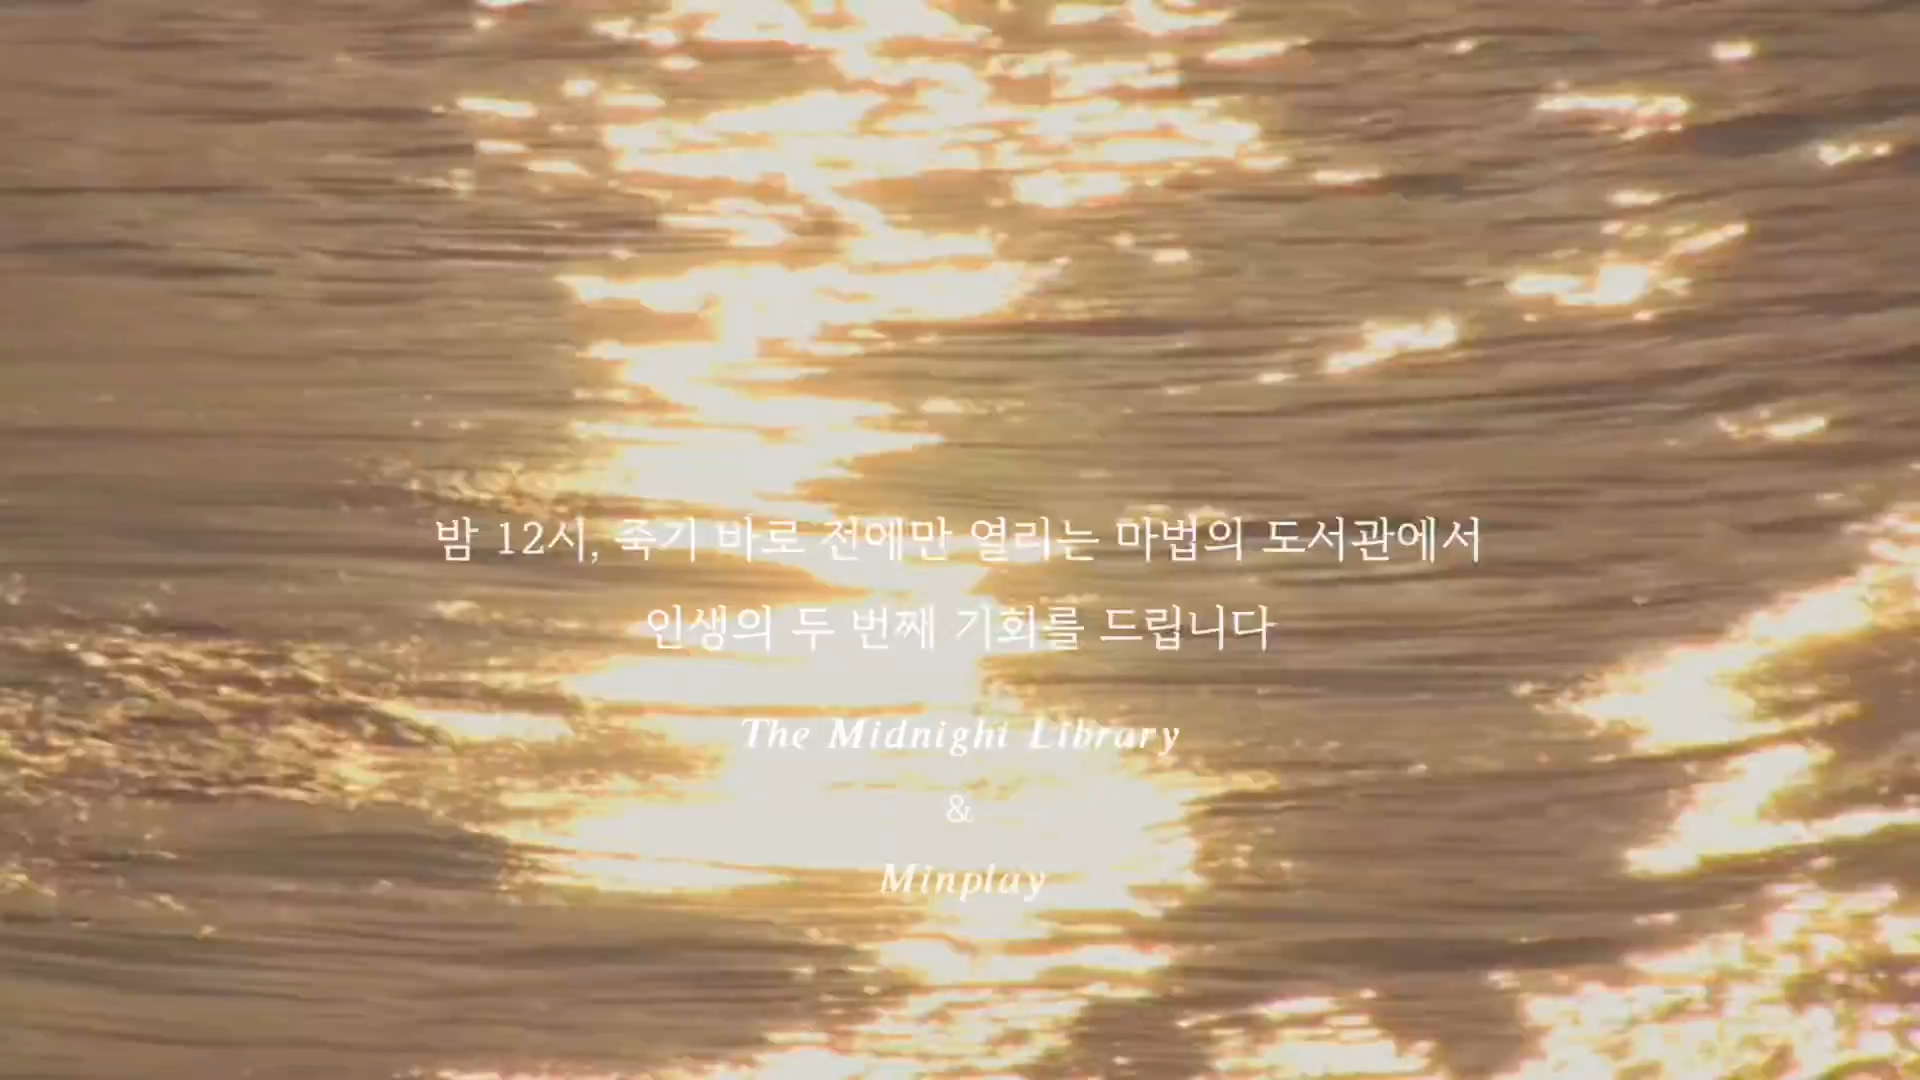 밤 12시, 죽기 바로 전에만 열리는 마법의 도서관에서
인생의 두 번째 기회를 드립니다
The Midnight Library
&
Minplay